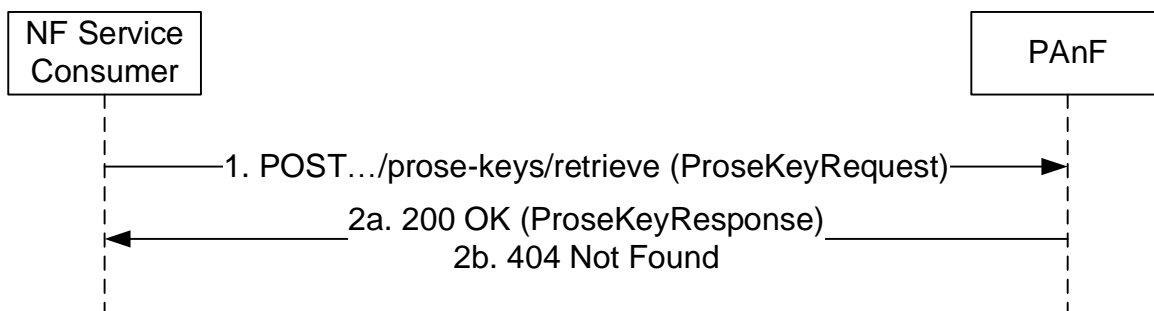 NF Service
Consumer
PAnF
1. POST…/prose-keys/retrieve (ProseKeyRequest)
2a. 200 OK (ProseKeyResponse)
2b. 404 Not Found